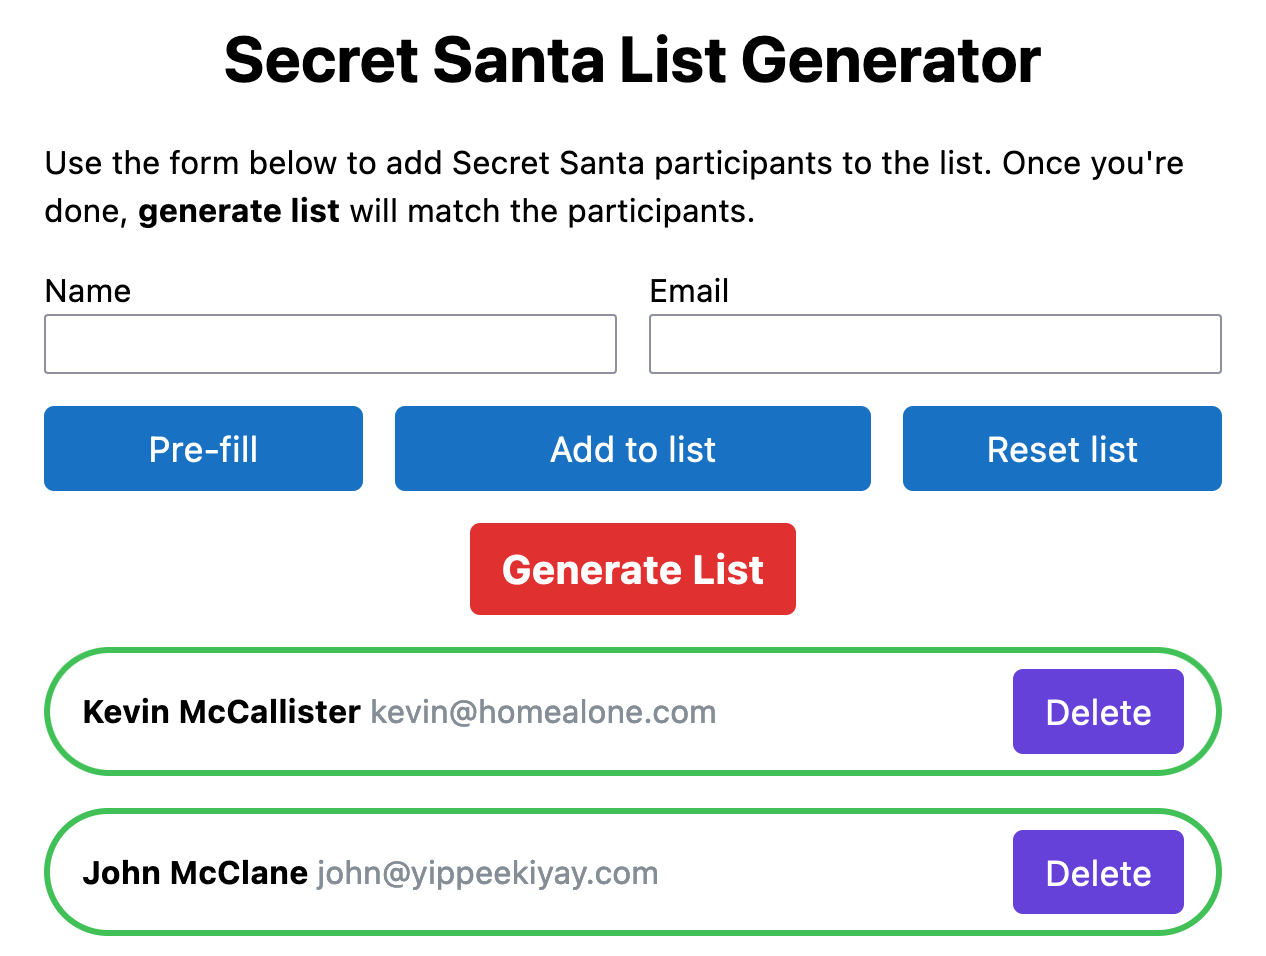 Secret Santa List Generator
Use the form below to add Secret Santa participants to the list. Once you're
done, generate list will match the participants.
Name Email
Pre-fill Add to list Reset list
Generate List
Kevin McCallister kevin@homealone.com Delete
John McClane john@yippeekiyay.com Delete